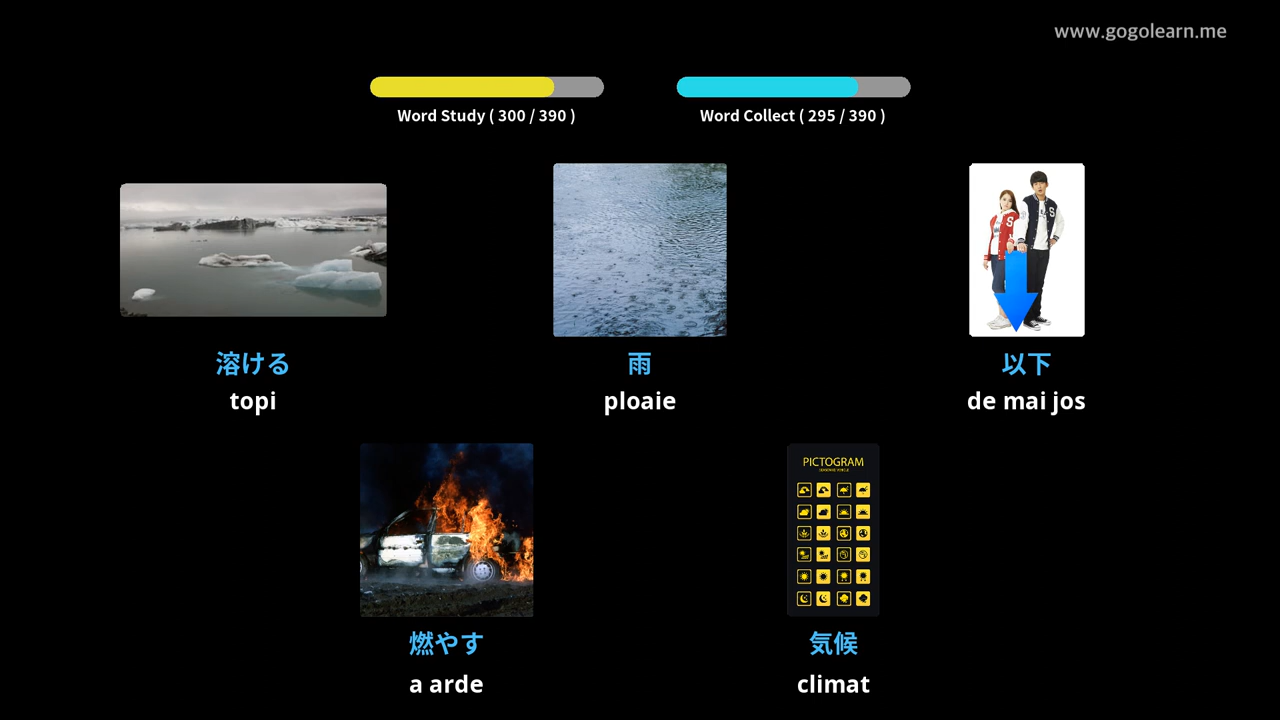 www.gogolearn.me
Word Study ( 300 / 390 )
Word Collect ( 295 / 390 )
溶ける
topi
雨
ploaie
以下
de mai jos
PICTOGRAM
燃やす
a arde
気候
climat